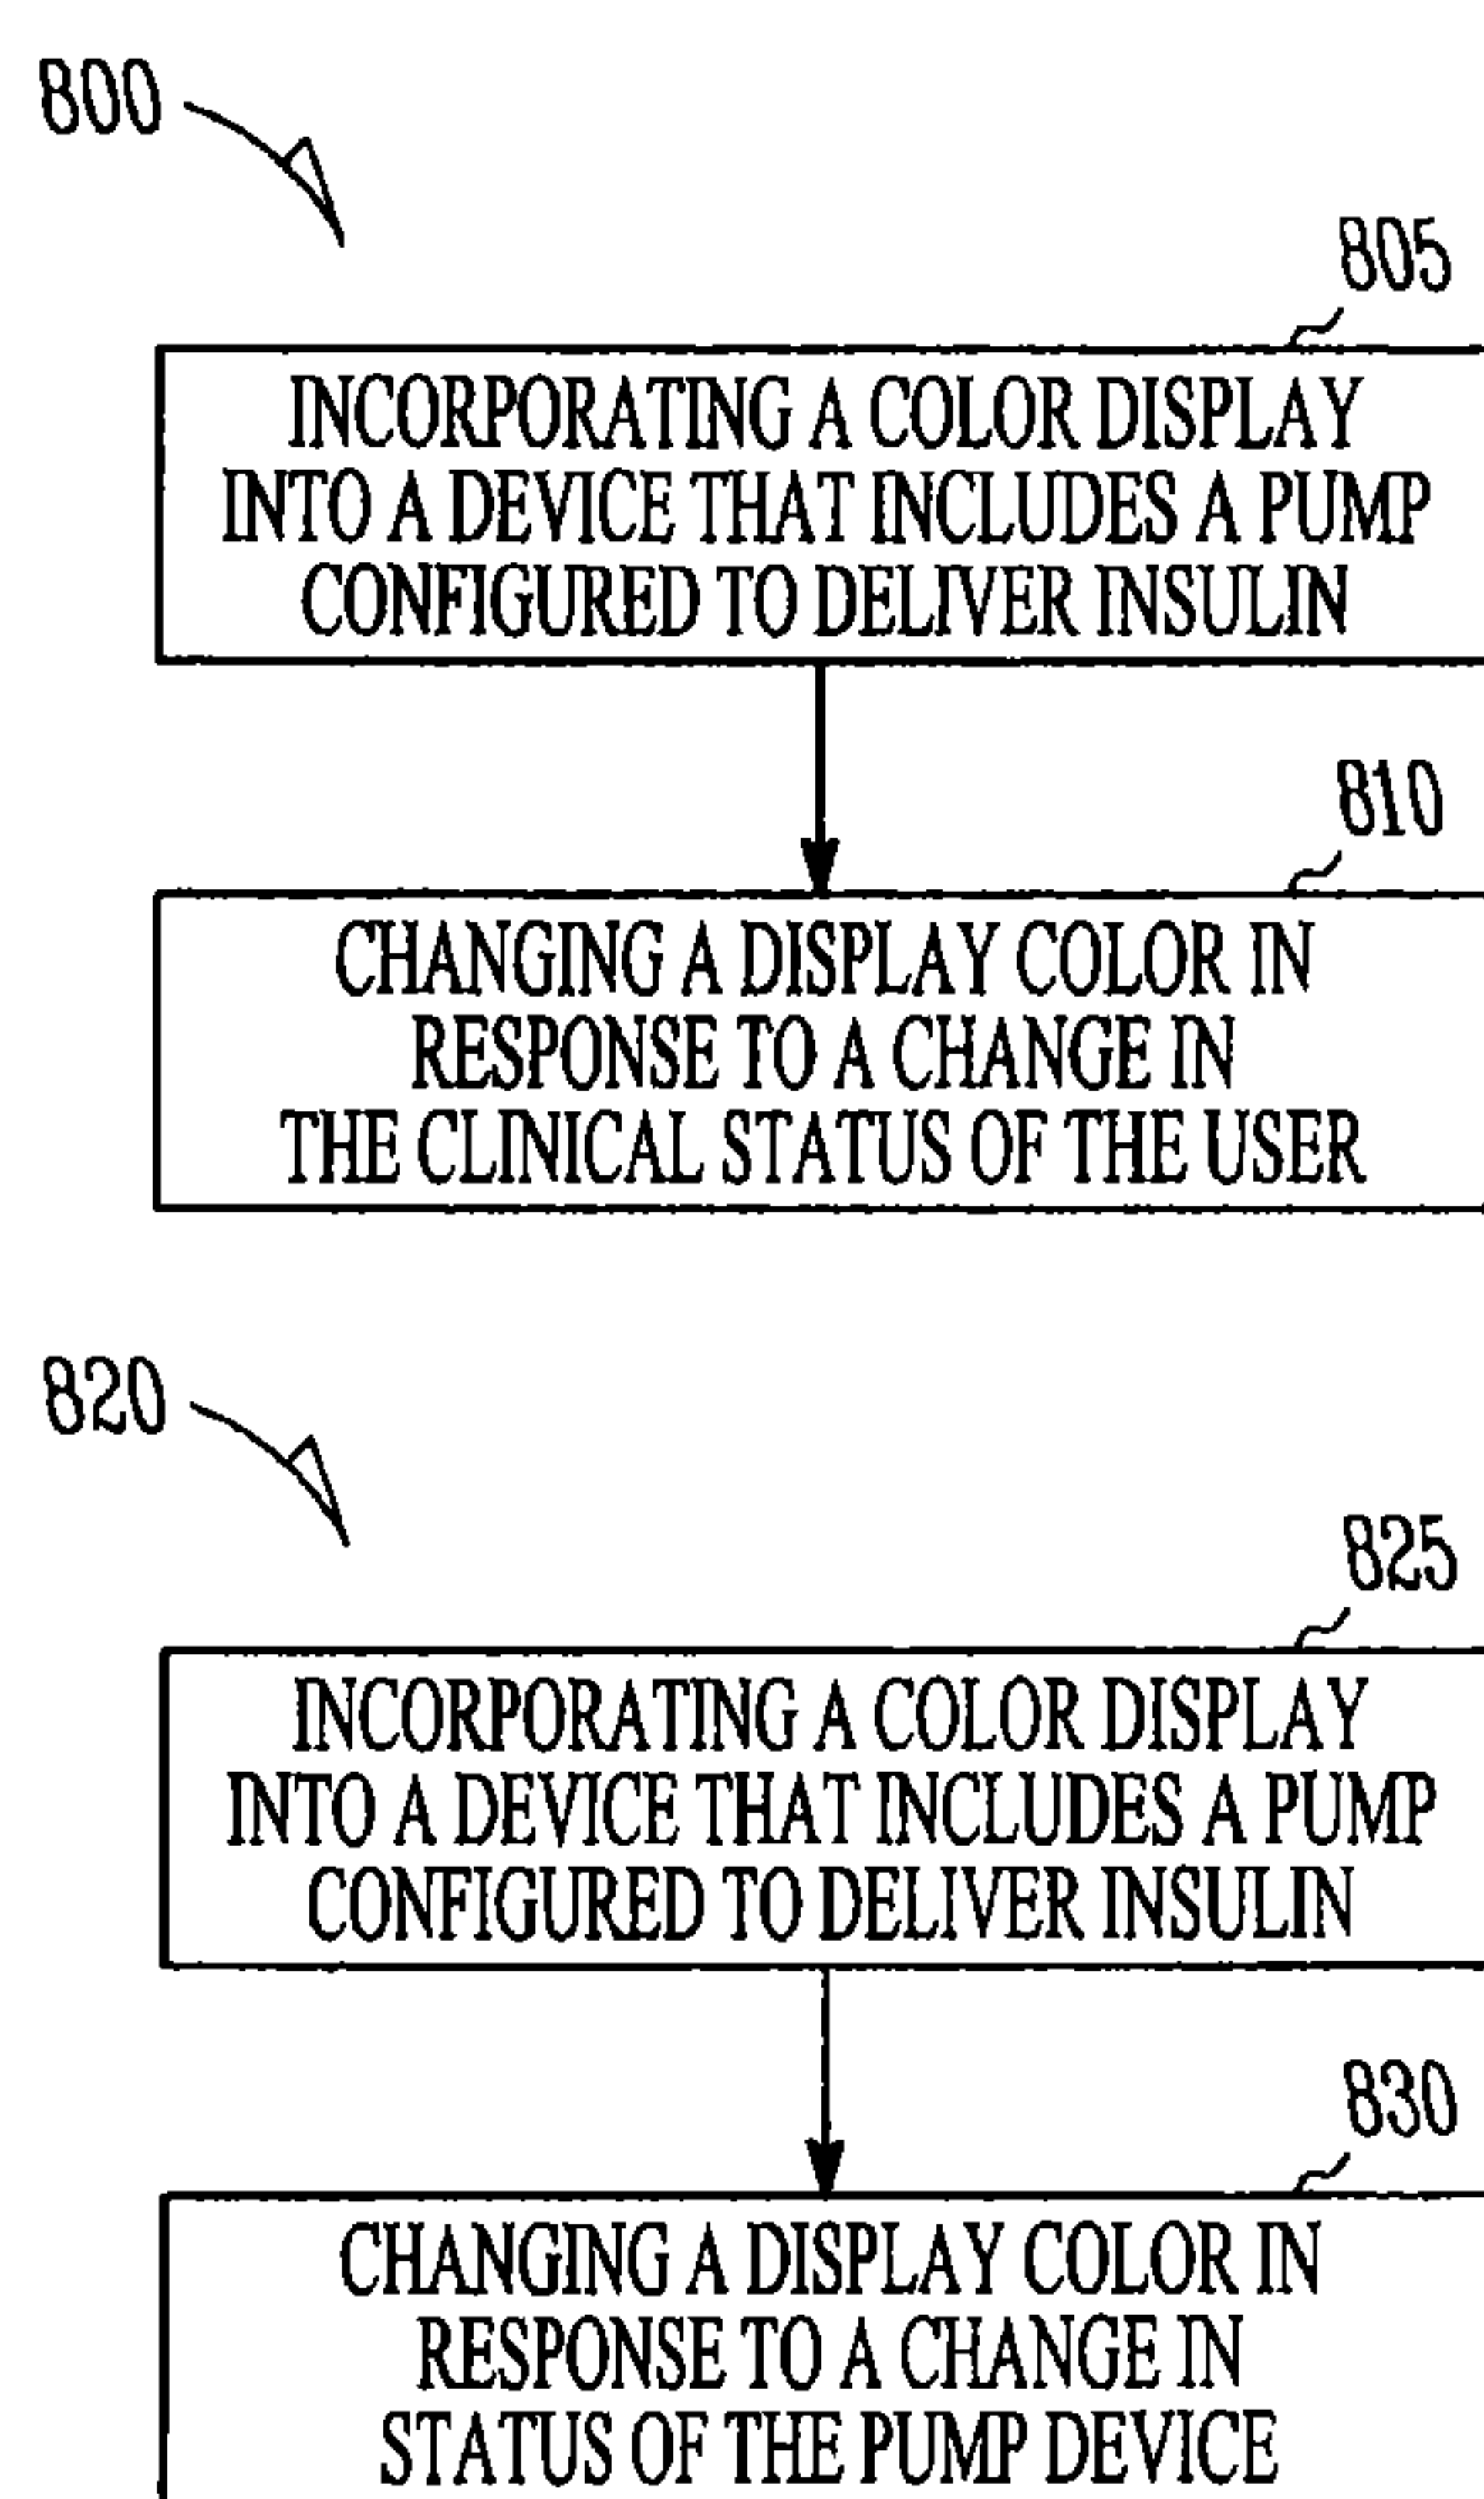 800
805
INCORPORATING A COLOR DISPLAY
INTO A DEVICE THAT INCLUDES A PUMP
CONFIGURED TO DELIVER INSULIN
810
CHANGING A DISPLAY COLOR IN
RESPONSE TO A CHANGE IN
THE CLINICAL STATUS OF THE USER
820
825
INCORPORATING A COLOR DISPLAY
INTO A DEVICE THAT INCLUDES A PUMP
CONFIGURED TO DELIVER INSULIN
830
CHANGING A DISPLAY COLOR IN
RESPONSE TO A CHANGE IN
STATUS OF THE PUMP DEVICE